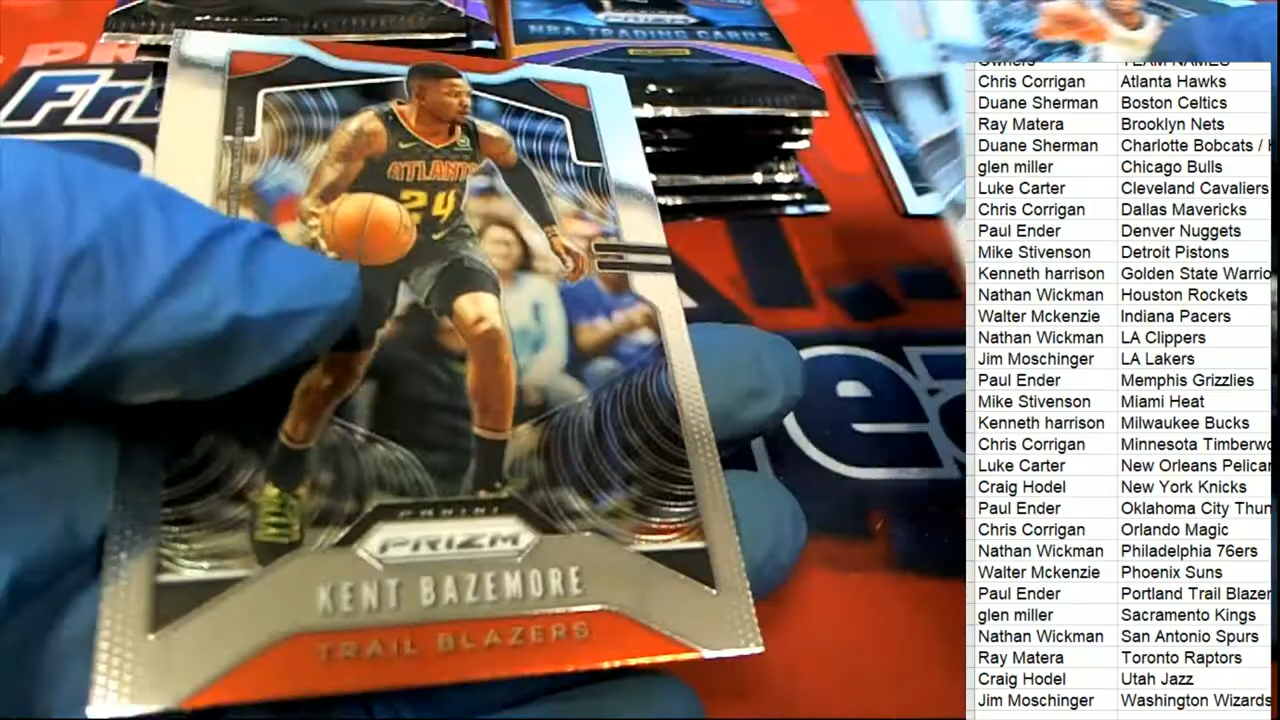 NBA TRADING CARDS
Fr
ATLANTA
24
PANINI
PRIZM
KENT BAZEMORE
TRAIL BLAZERS
Owners TEAM NAMES
Chris Corrigan Atlanta Hawks
Duane Sherman Boston Celtics
Ray Matera Brooklyn Nets
Duane Sherman Charlotte Bobcats /
glen miller Chicago Bulls
Luke Carter Cleveland Cavaliers
Chris Corrigan Dallas Mavericks
Paul Ender Denver Nuggets
Mike Stivenson Detroit Pistons
Kenneth harrison Golden State Warrio
Nathan Wickman Houston Rockets
Walter Mckenzie Indiana Pacers
Nathan Wickman LA Clippers
Jim Moschinger LA Lakers
Paul Ender Memphis Grizzlies
Mike Stivenson Miami Heat
Kenneth harrison Milwaukee Bucks
Chris Corrigan Minnesota Timberwo
Luke Carter New Orleans Pelican
Craig Hodel New York Knicks
Paul Ender Oklahoma City Thun
Chris Corrigan Orlando Magic
Nathan Wickman Philadelphia 76ers
Walter Mckenzie Phoenix Suns
Paul Ender Portland Trail Blazer
glen miller Sacramento Kings
Nathan Wickman San Antonio Spurs
Ray Matera Toronto Raptors
Craig Hodel Utah Jazz
Jim Moschinger Washington Wizards